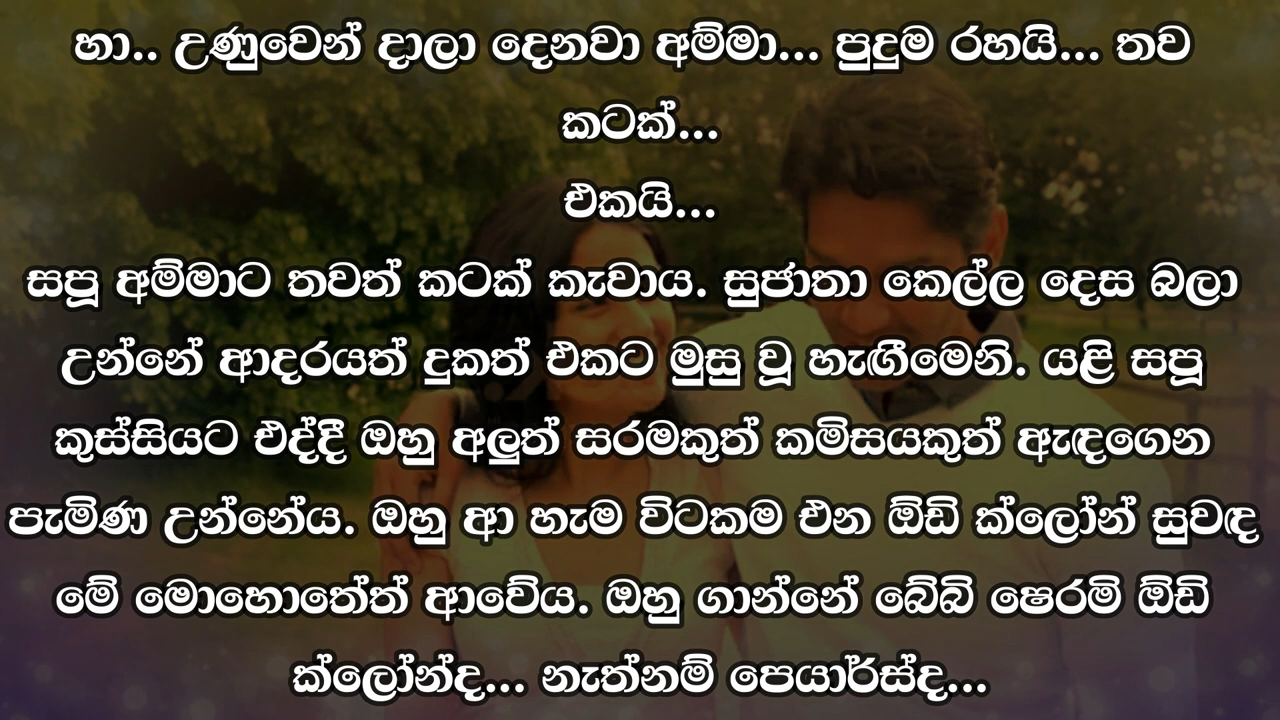 හා.. උණුවෙන් දාලා දෙනවා අම්මා... පුදුම රහයි... තව
කටක්...
එකයි...
සපූ අම්මාට තවත් කටක් කැවාය. සුජාතා කෙල්ල දෙස බලා
උන්නේ ආදරයත් දුකත් එකට මුසු වූ හැඟීමෙනි. යළි සපූ
කුස්සියට එද්දී ඔහු අලුත් සරමකුත් කමිසයකුත් ඇඳගෙන
පැමිණ උන්නේය. ඔහු ආ හැම විටකම එන ඕඩි ක්ලෝන් සුවඳ
මේ මොහොතේත් ආවේය. ඔහු ගාන්නේ බේබි ෂෙරමි ඕඩි
ක්ලෝන්ද... නැත්නම් පෙයාර්ස්ද...